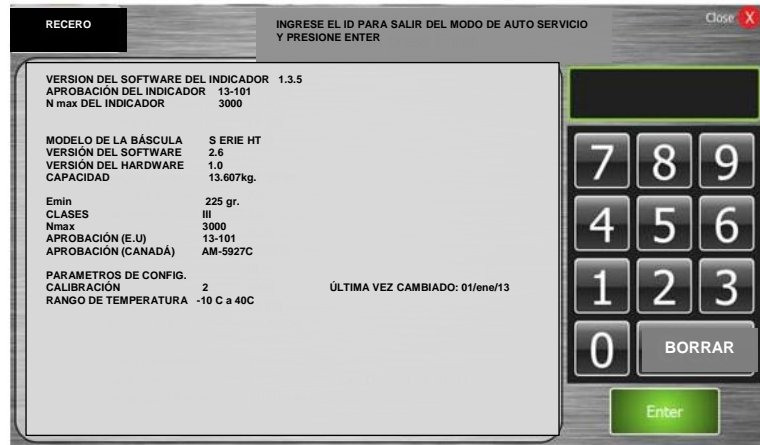 RECERO
INGRESE EL ID PARA SALIR DEL MODO DE AUTO SERVICIO
Y PRESIONE ENTER
Close X
VERSION DEL SOFTWARE DEL INDICADOR 1.3.5
APROBACIÓN DEL INDICADOR 13-101
N max DEL INDICADOR 3000
MODELO DE LA BÁSCULA S ERIE HT
VERSIÓN DEL SOFTWARE 2.6
VERSIÓN DEL HARDWARE 1.0
CAPACIDAD 13.607kg.
Emin 225 gr.
CLASES III
Nmax 3000
APROBACIÓN (E.U) 13-101
APROBACIÓN (CANADÁ) AM-5927C
PARAMETROS DE CONFIG.
CALIBRACIÓN 2 ÚLTIMA VEZ CAMBIADO: 01/ene/13
RANGO DE TEMPERATURA -10 C a 40C
7 8 9
4 5 6
1 2 3
0 BORRAR
Enter